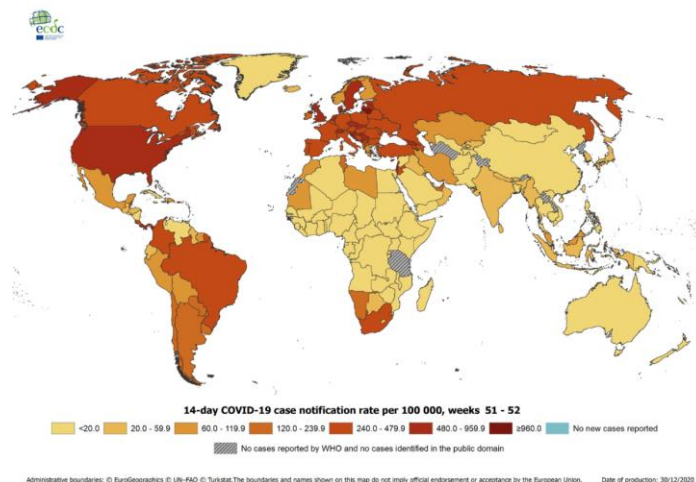 ecdc
14-day COVID-19 case notification rate per 100 000, weeks 51 - 52
<20.0 20.0 - 59.9 60.0 - 119.9 120.0 - 239.9 240.0 - 479.9 480.0 - 959.9 ≥960.0 No new cases reported
No cases reported by WHO and no cases identified in the public domain
Administrative boundaries: © EuroGeographics © UN–FAO © Turkstat.The boundaries and names shown on this map do not imply official endorsement or acceptance by the European Union. Date of production: 30/12/2020